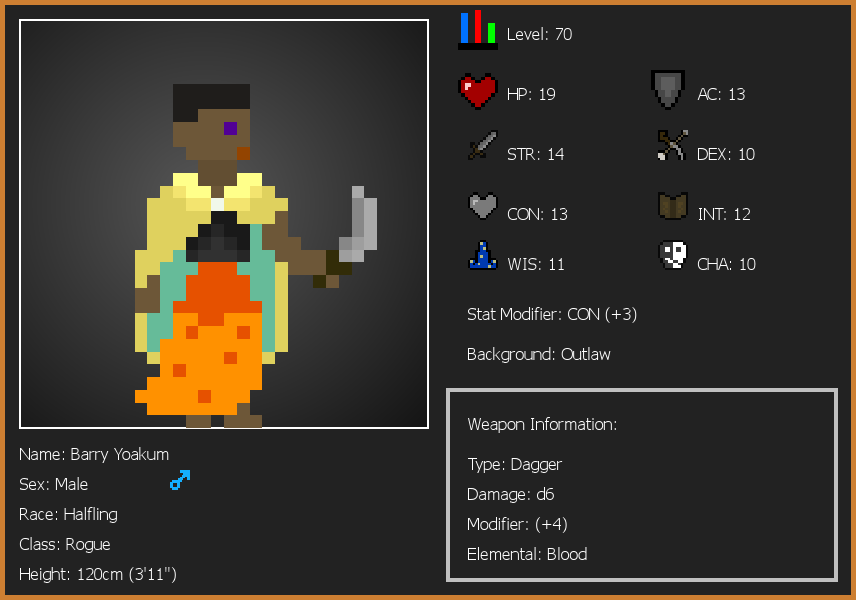 Level: 70
HP: 19
AC: 13
STR: 14
DEX: 10
CON: 13
INT: 12
WIS: 11
CHA: 10
Stat Modifier: CON (+3)
Background: Outlaw
Weapon Information:
Type: Dagger
Damage: d6
Modifier: (+4)
Elemental: Blood
Name: Barry Yoakum
Sex: Male
Race: Halfling
Class: Rogue
Height: 120cm (3'11")